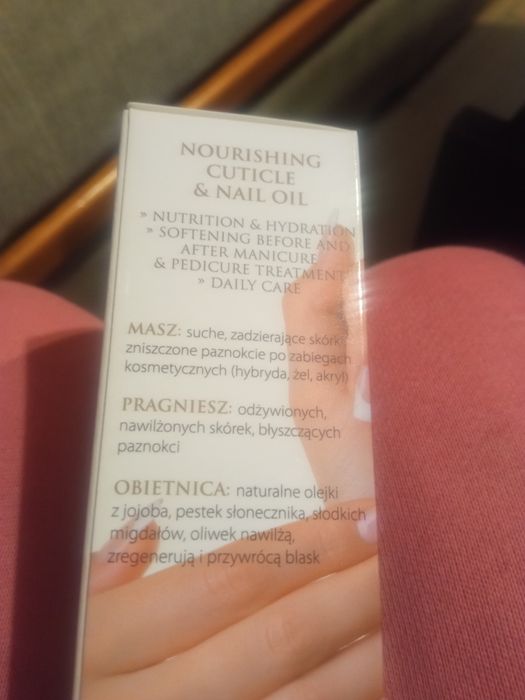 NOURISHING
CUTICLE
& NAIL OIL
» NUTRITION & HYDRATION
» SOFTENING BEFORE AND
AFTER MANICURE
& PEDICURE TREATMENT
» DAILY CARE
MASZ: suche, zadzierające skórki
zniszczone paznokcie po zabiegach
kosmetycznych (hybryda, żel, akryl)
PRAGNIESZ: odżywionych,
nawilżonych skórek, błyszczących
paznokci
OBIETNICA: naturalne olejki
z jojoba, pestek słonecznika, słodkich
migdałów, oliwek nawilżą,
zregenerują i przywrócą blask